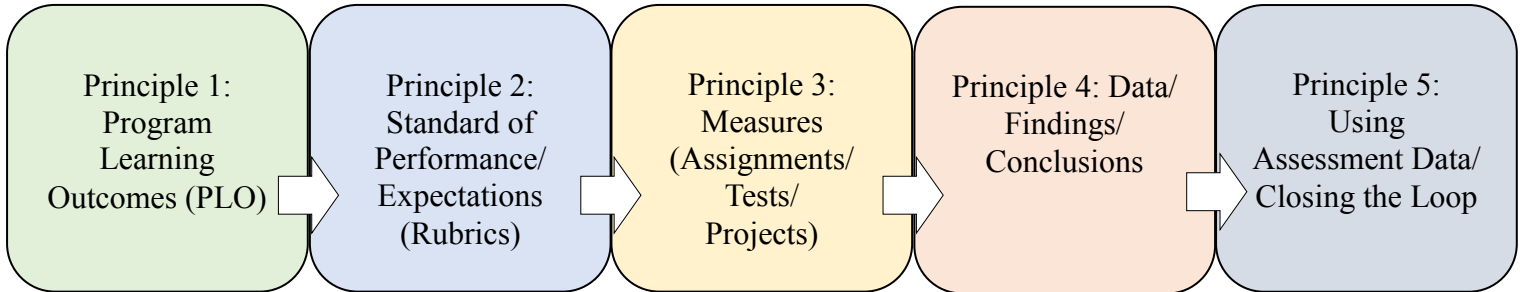 Principle 1:
Program
Learning
Outcomes (PLO)
Principle 2:
Standard of
Performance/
Expectations
(Rubrics)
Principle 3:
Measures
(Assignments/
Tests/
Projects)
Principle 4: Data/
Findings/
Conclusions
Principle 5:
Using
Assessment Data/
Closing the Loop